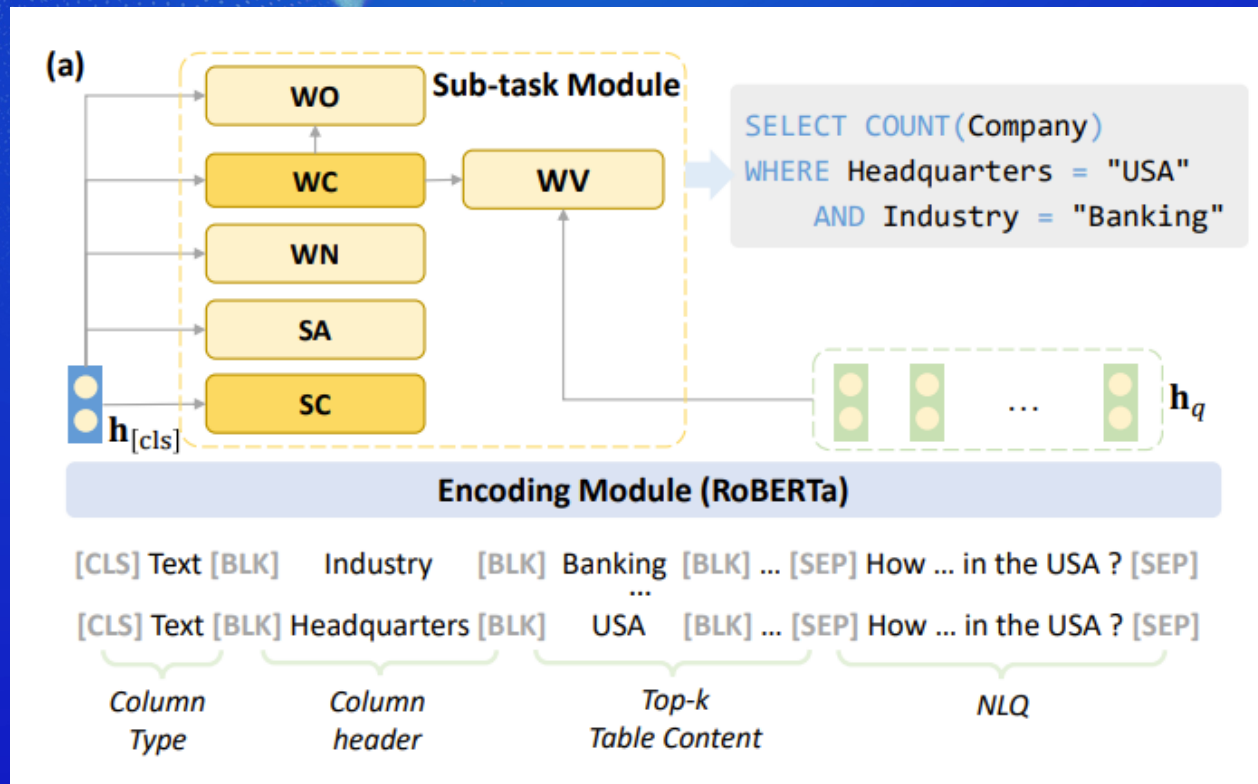 (a)
Sub-task Module
WO
WC
WN
SA
SC
WV
SELECT COUNT(Company)
WHERE Headquarters = "USA"
AND Industry = "Banking"
h[cls]
...
hq
Encoding Module (RoBERTa)
[CLS] Text [BLK] Industry [BLK] Banking [BLK] ... [SEP] How ... in the USA ? [SEP]
...
[CLS] Text [BLK] Headquarters [BLK] USA [BLK] ... [SEP] How ... in the USA ? [SEP]
Column
Type
Column
header
Top-k
Table Content
NLQ